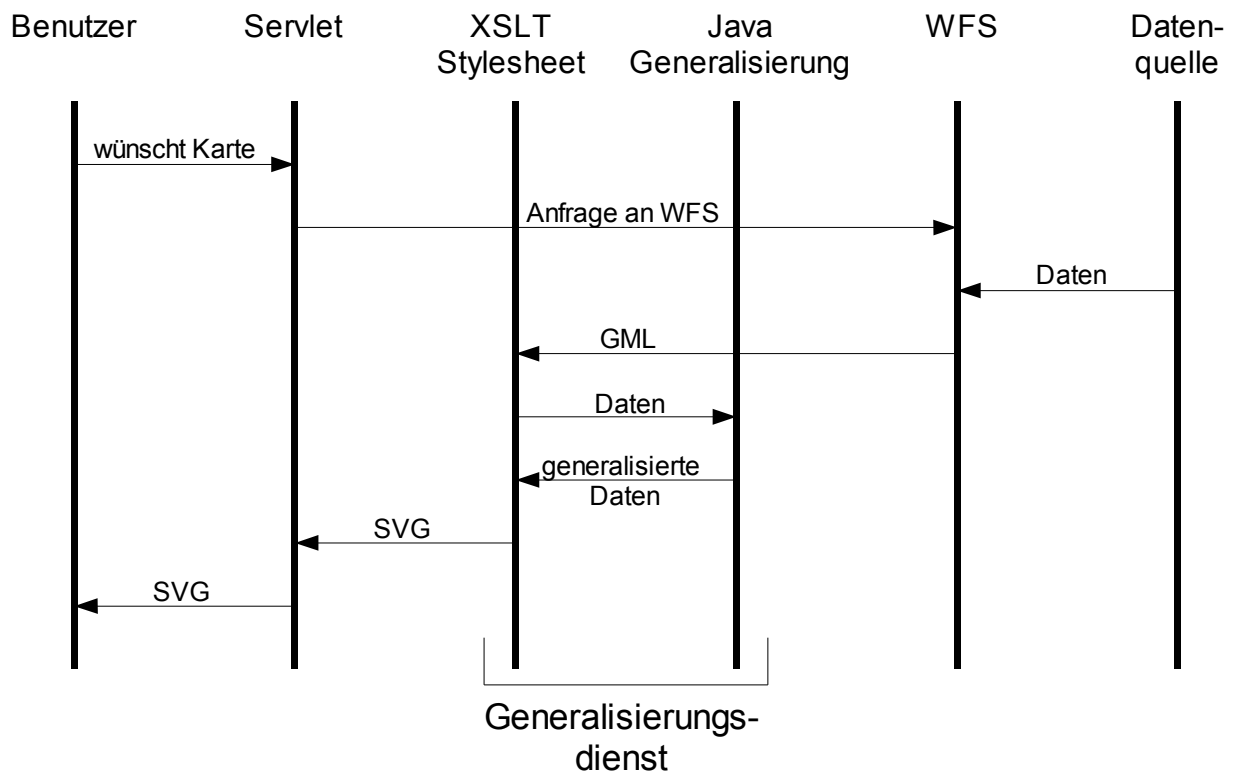 Benutzer
Servlet
XSLT
Stylesheet
Java
Generalisierung
WFS
Daten-
quelle
wünscht Karte
Anfrage an WFS
Daten
GML
Daten
generalisierte
Daten
SVG
SVG
Generalisierungs-
dienst